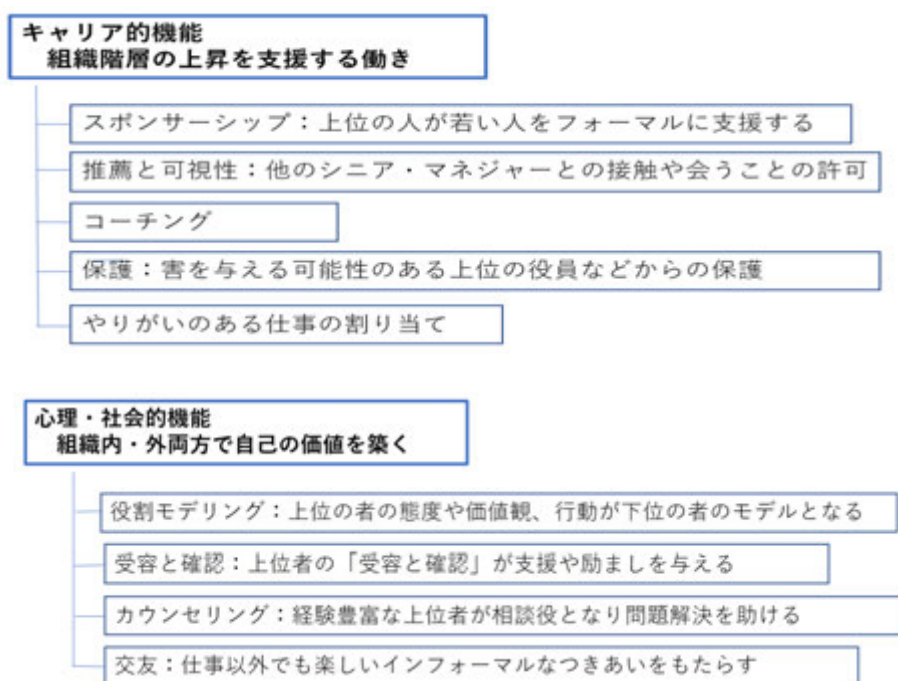 キャリア的機能
組織階層の上昇を支援する働き
スポンサーシップ：上位の人が若い人をフォーマルに支援する
推薦と可視性：他のシニア・マネジャーとの接触や会うことの許可
コーチング
保護：害を与える可能性のある上位の役員などからの保護
やりがいのある仕事の割り当て
心理・社会的機能
組織内・外両方で自己の価値を築く
役割モデリング：上位の者の態度や価値観、行動が下位の者のモデルとなる
受容と確認：上位者の「受容と確認」が支援や励ましを与える
カウンセリング：経験豊富な上位者が相談役となり問題解決を助ける
交友：仕事以外でも楽しいインフォーマルなつきあいをもたらす